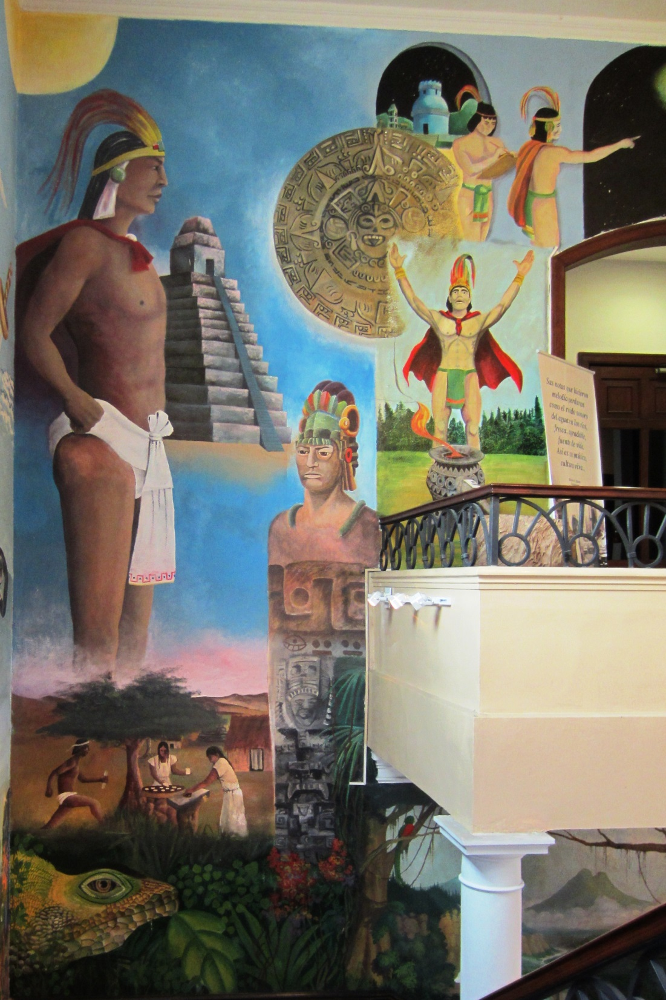 Sus notas que hicieron
melodía perduran
como el ruido sonoro
del agua en los ríos,
fresca, agradable,
fuente de vida.
Así es su música,
cultura viva...